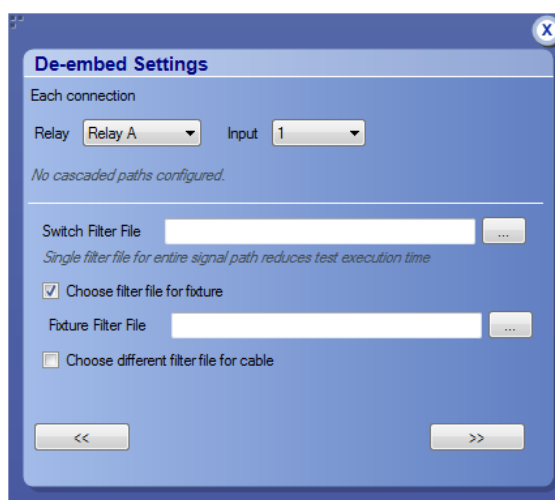 X
De-embed Settings
Each connection
Relay Relay A Input 1
No cascaded paths configured.
Switch Filter File ...
Single filter file for entire signal path reduces test execution time
Choose filter file for fixture
Fixture Filter File ...
Choose different filter file for cable
<< >>